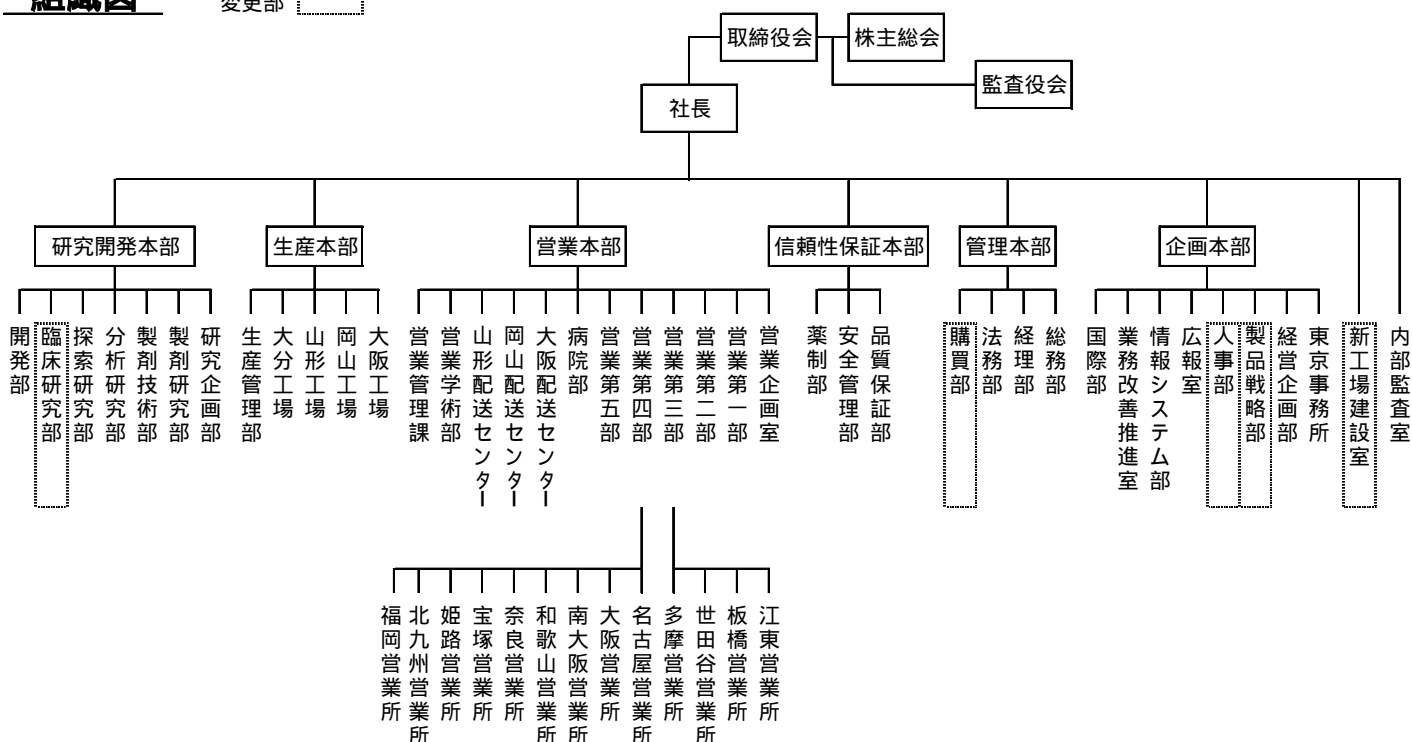 組織図
変更部
取締役会
株主総会
監査役会
社長
研究開発本部
生産本部
営業本部
信頼性保証本部
管理本部
企画本部
開発部
臨床研究部
探索研究部
分析研究部
製剤技術部
製剤研究部
研究企画部
生産管理部
大分工場
山形工場
岡山工場
大阪工場
営業管理課
営業学術部
山形配送センター
岡山配送センター
大阪配送センター
病院部
営業第五部
営業第四部
営業第三部
営業第二部
営業第一部
営業企画室
薬制部
安全管理部
品質保証部
購買部
法務部
経理部
総務部
国際部
業務改善推進室
情報システム部
広報室
人事部
製品戦略部
経営企画部
東京事務所
新工場建設室
内部監査室
福岡営業所
北九州営業所
姫路営業所
宝塚営業所
奈良営業所
和歌山営業所
南大阪営業所
大阪営業所
名古屋営業所
多摩営業所
世田谷営業所
板橋営業所
江東営業所